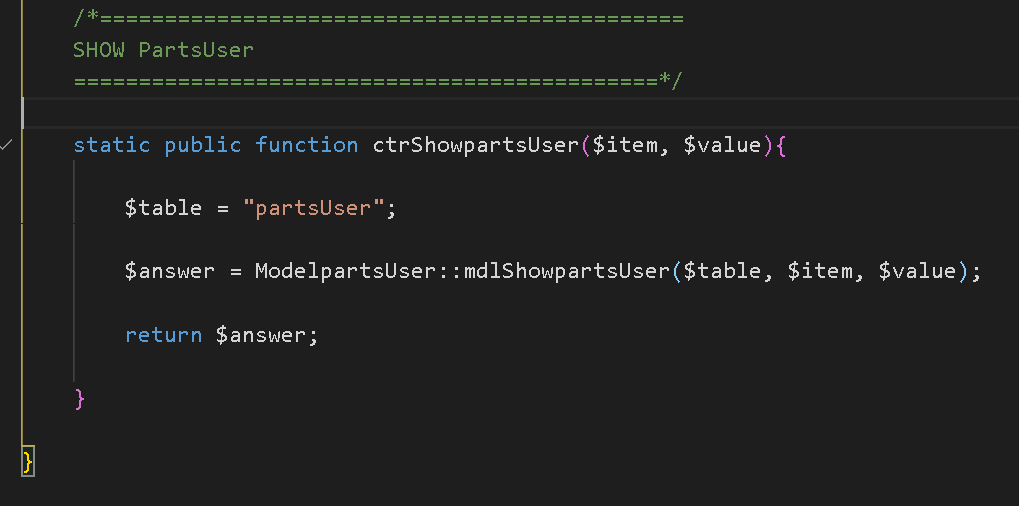 /*=============================================
SHOW PartsUser
=============================================*/
static public function ctrShowpartsUser($item, $value){
$table = "partsUser";
$answer = ModelpartsUser::mdlShowpartsUser($table, $item, $value);
return $answer;
}
}